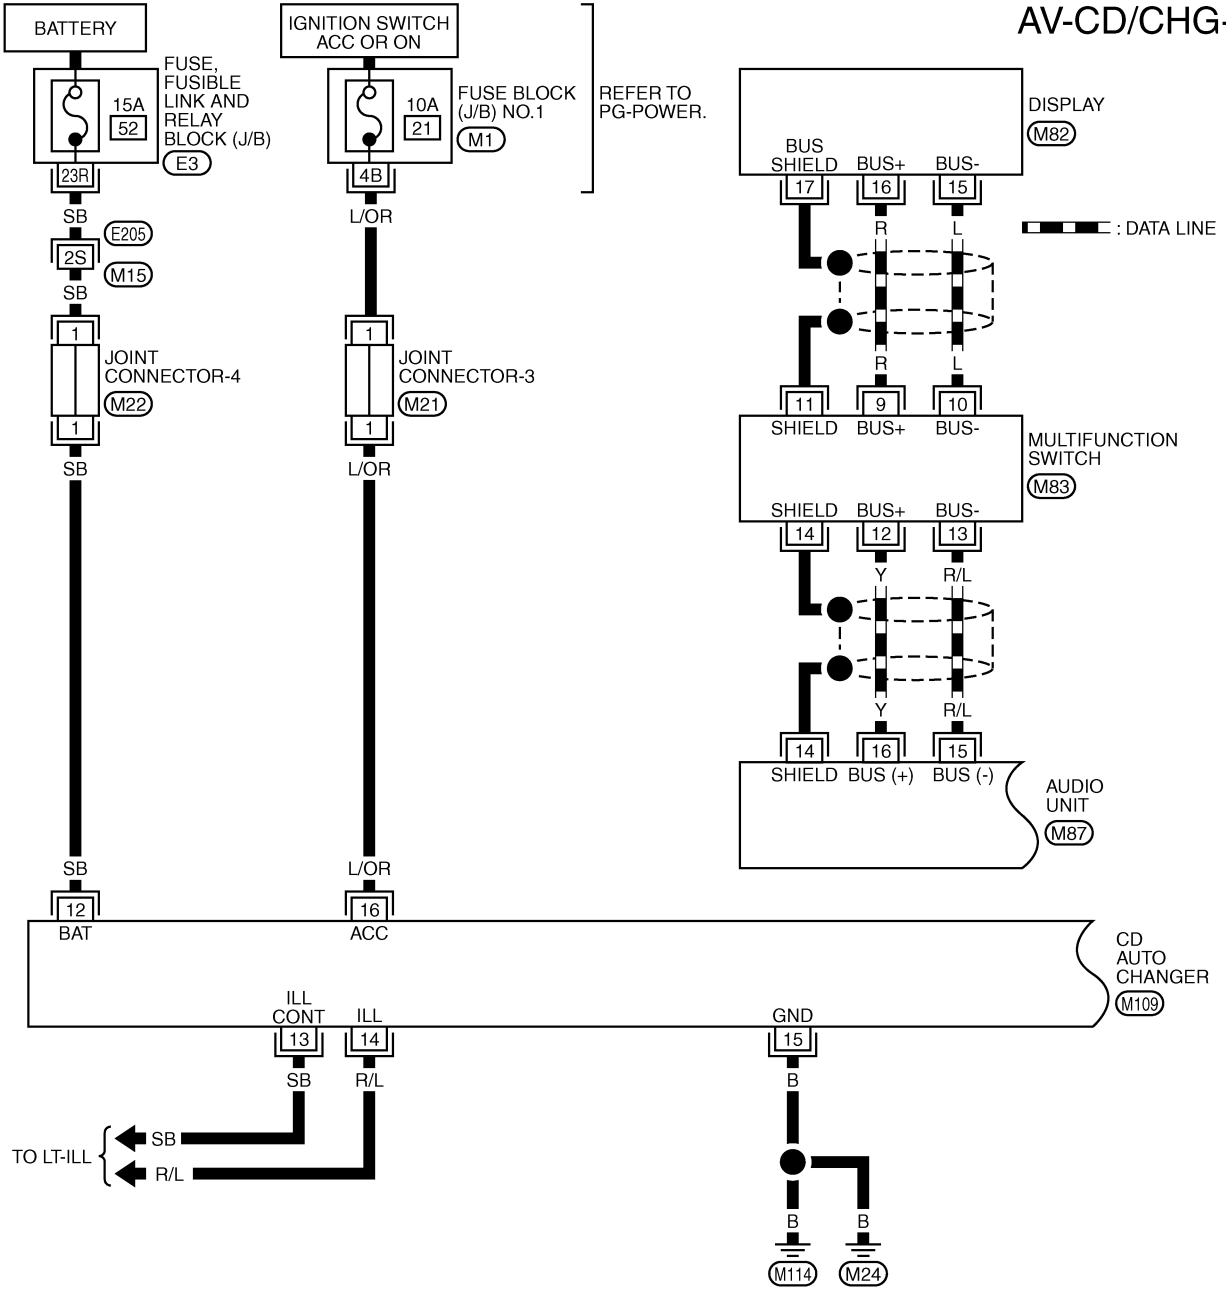 AV-CD/CHG-
BATTERY
15A
52
FUSE,
FUSIBLE
LINK AND
RELAY
BLOCK (J/B)
E3
23R
SB
E205
2S
M15
SB
1
JOINT
CONNECTOR-4
M22
1
SB
SB
12
BAT
IGNITION SWITCH
ACC OR ON
10A
21
FUSE BLOCK
(J/B) NO.1
M1
REFER TO
PG-POWER.
4B
L/OR
1
JOINT
CONNECTOR-3
M21
1
L/OR
L/OR
16
ACC
DISPLAY
M82
BUS
SHIELD BUS+ BUS-
17 16 15
R L
: DATA LINE
R L
11 9 10
SHIELD BUS+ BUS-
MULTIFUNCTION
SWITCH
M83
SHIELD BUS+ BUS-
14 12 13
Y R/L
Y R/L
14 16 15
SHIELD BUS (+) BUS (-)
AUDIO
UNIT
M87
CD
AUTO
CHANGER
M109
ILL
CONT ILL
13 14
SB R/L
SB
R/L
TO LT-ILL
GND
15
B
B B
M114 M24